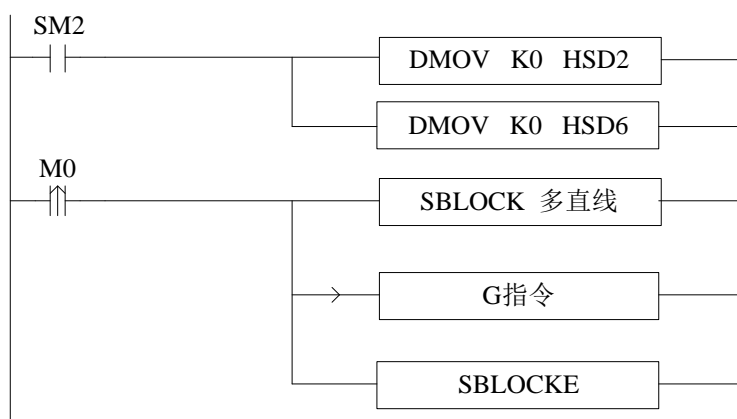 SM2
DMOV K0 HSD2
DMOV K0 HSD6
M0
SBLOCK 多直线
G指令
SBLOCKE